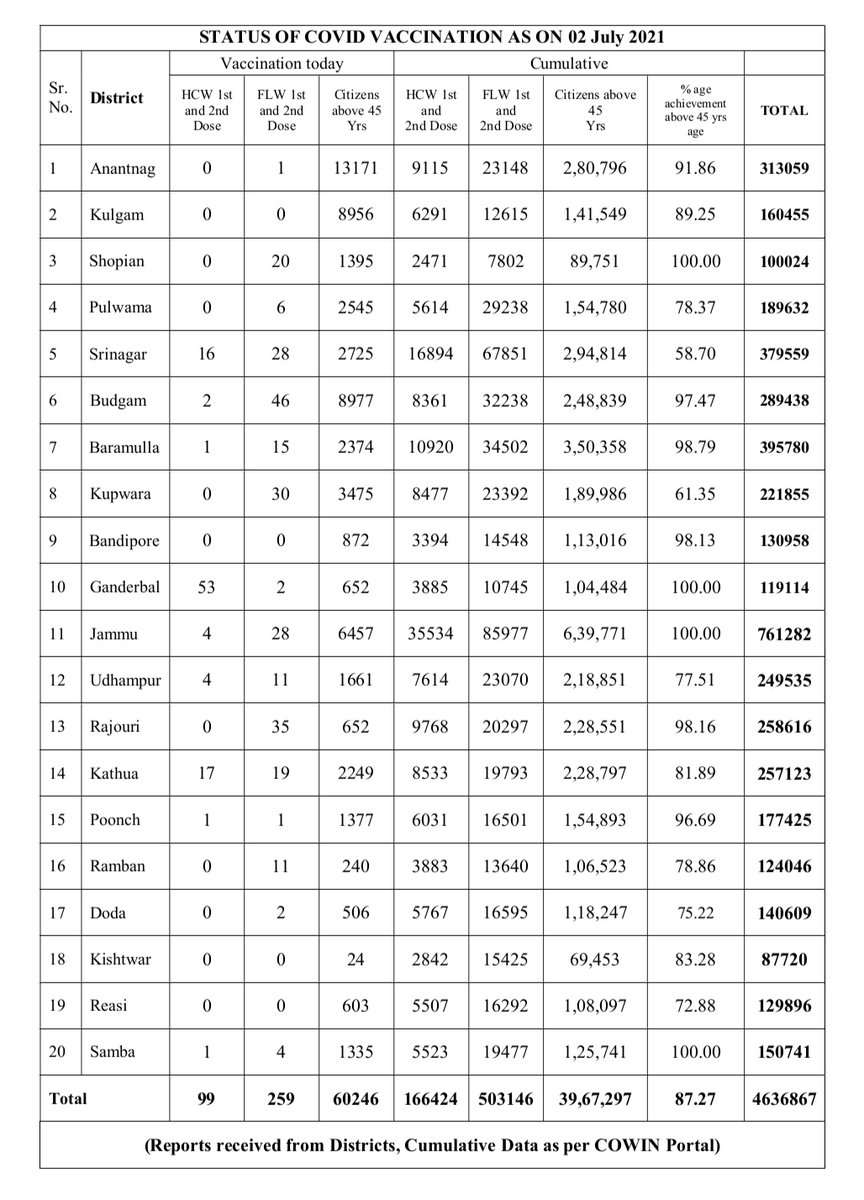 STATUS OF COVID VACCINATION AS ON 02 July 2021
Sr. No. District Vaccination today Cumulative
HCW 1st and 2nd Dose FLW 1st and 2nd Dose Citizens above 45 Yrs HCW 1st and 2nd Dose FLW 1st and 2nd Dose Citizens above 45 Yrs % age achievement above 45 yrs age TOTAL
1 Anantnag 0 1 13171 9115 23148 2,80,796 91.86 313059
2 Kulgam 0 0 8956 6291 12615 1,41,549 89.25 160455
3 Shopian 0 20 1395 2471 7802 89,751 100.00 100024
4 Pulwama 0 6 2545 5614 29238 1,54,780 78.37 189632
5 Srinagar 16 28 2725 16894 67851 2,94,814 58.70 379559
6 Budgam 2 46 8977 8361 32238 2,48,839 97.47 289438
7 Baramulla 1 15 2374 10920 34502 3,50,358 98.79 395780
8 Kupwara 0 30 3475 8477 23392 1,89,986 61.35 221855
9 Bandipore 0 0 872 3394 14548 1,13,016 98.13 130958
10 Ganderbal 53 2 652 3885 10745 1,04,484 100.00 119114
11 Jammu 4 28 6457 35534 85977 6,39,771 100.00 761282
12 Udhampur 4 11 1661 7614 23070 2,18,851 77.51 249535
13 Rajouri 0 35 652 9768 20297 2,28,551 98.16 258616
14 Kathua 17 19 2249 8533 19793 2,28,797 81.89 257123
15 Poonch 1 1 1377 6031 16501 1,54,893 96.69 177425
16 Ramban 0 11 240 3883 13640 1,06,523 78.86 124046
17 Doda 0 2 506 5767 16595 1,18,247 75.22 140609
18 Kishtwar 0 0 24 2842 15425 69,453 83.28 87720
19 Reasi 0 0 603 5507 16292 1,08,097 72.88 129896
20 Samba 1 4 1335 5523 19477 1,25,741 100.00 150741
Total 99 259 60246 166424 503146 39,67,297 87.27 4636867
(Reports received from Districts, Cumulative Data as per COWIN Portal)